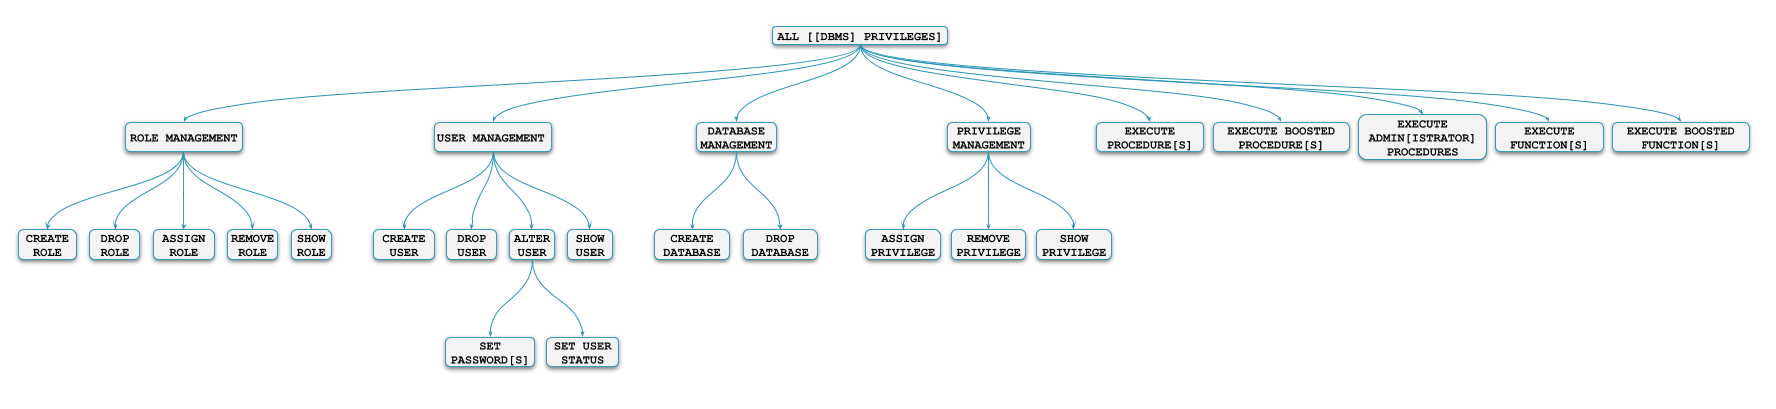 ALL [[DBMS] PRIVILEGES]
ROLE MANAGEMENT
USER MANAGEMENT
DATABASE
MANAGEMENT
PRIVILEGE
MANAGEMENT
EXECUTE
PROCEDURE[S]
EXECUTE BOOSTED
PROCEDURE[S]
EXECUTE
ADMIN[ISTRATOR]
PROCEDURES
EXECUTE
FUNCTION[S]
EXECUTE BOOSTED
FUNCTION[S]
CREATE
ROLE
DROP
ROLE
ASSIGN
ROLE
REMOVE
ROLE
SHOW
ROLE
CREATE
USER
DROP
USER
ALTER
USER
SHOW
USER
CREATE
DATABASE
DROP
DATABASE
ASSIGN
PRIVILEGE
REMOVE
PRIVILEGE
SHOW
PRIVILEGE
SET
PASSWORD[S]
SET USER
STATUS